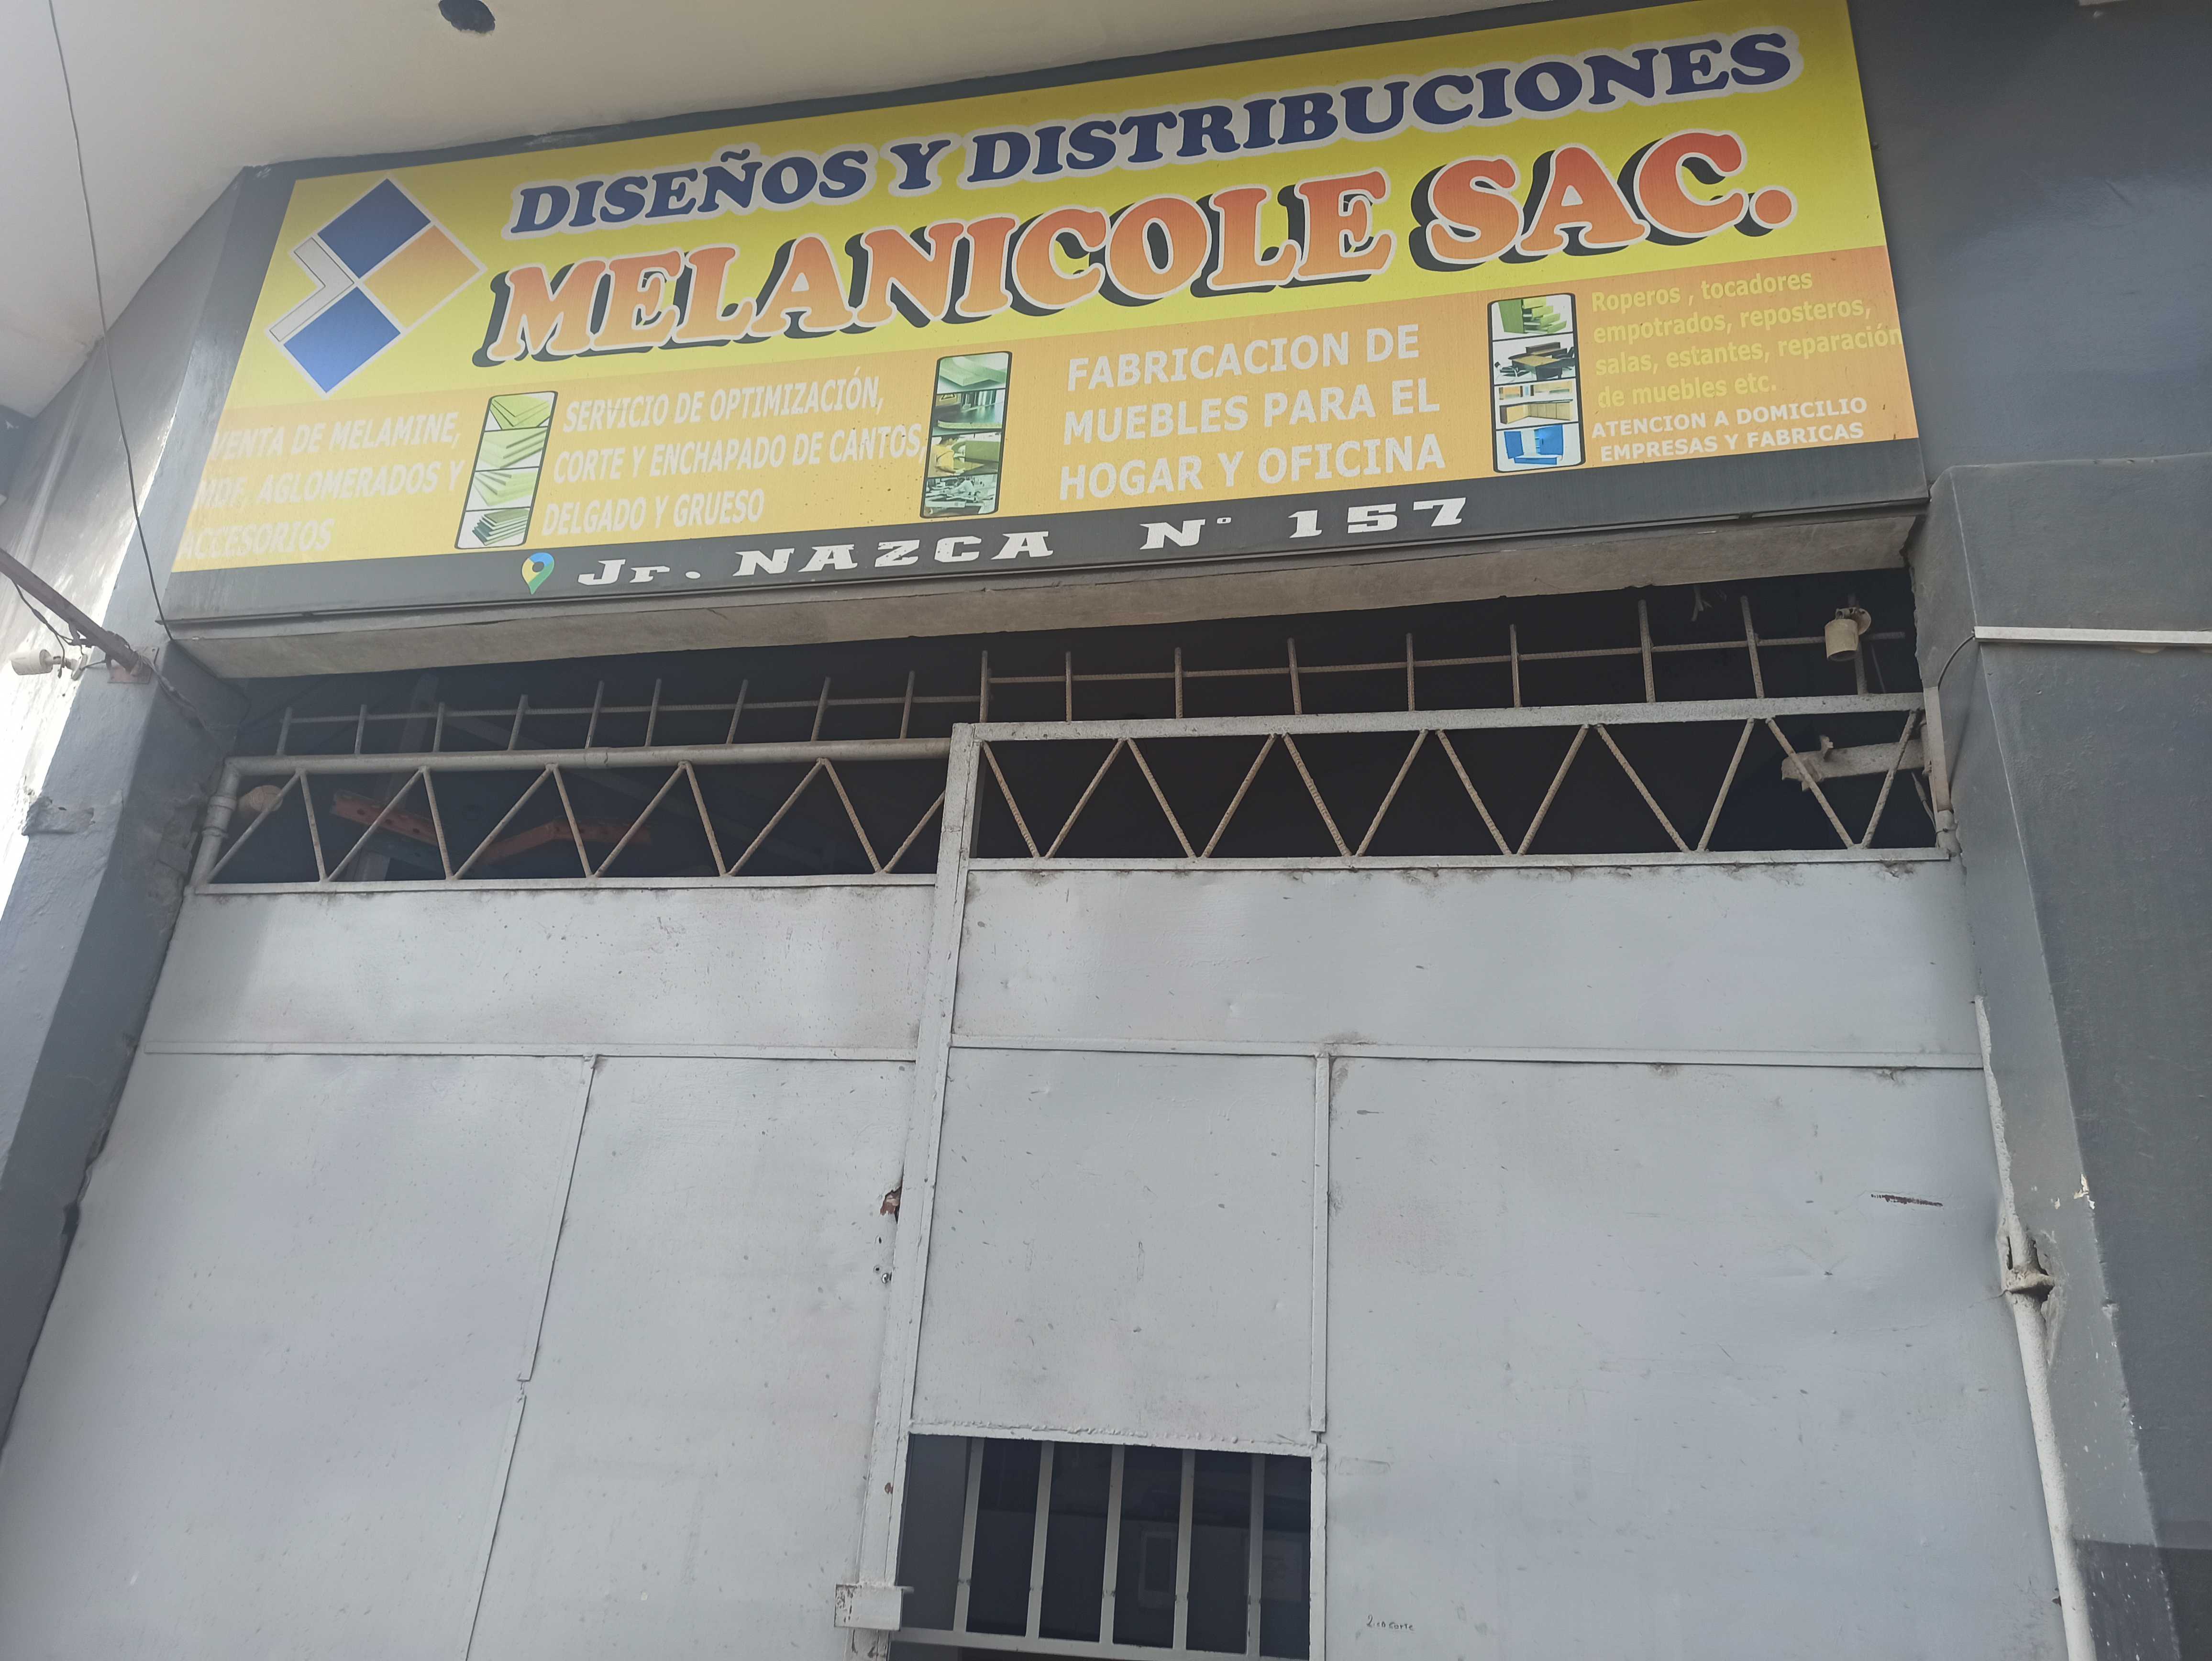 DISEÑOS Y DISTRIBUCIONES
MELANICOLE SAC.
VENTA DE MELAMINE,
MDF, AGLOMERADOS Y
ACCESORIOS
SERVICIO DE OPTIMIZACIÓN,
CORTE Y ENCHAPADO DE CANTOS,
DELGADO Y GRUESO
FABRICACION DE
MUEBLES PARA EL
HOGAR Y OFICINA
Roperos , tocadores
empotrados, reposteros,
salas, estantes, reparación
de muebles etc.
ATENCION A DOMICILIO
EMPRESAS Y FABRICAS
Jr. NAZCA N° 157